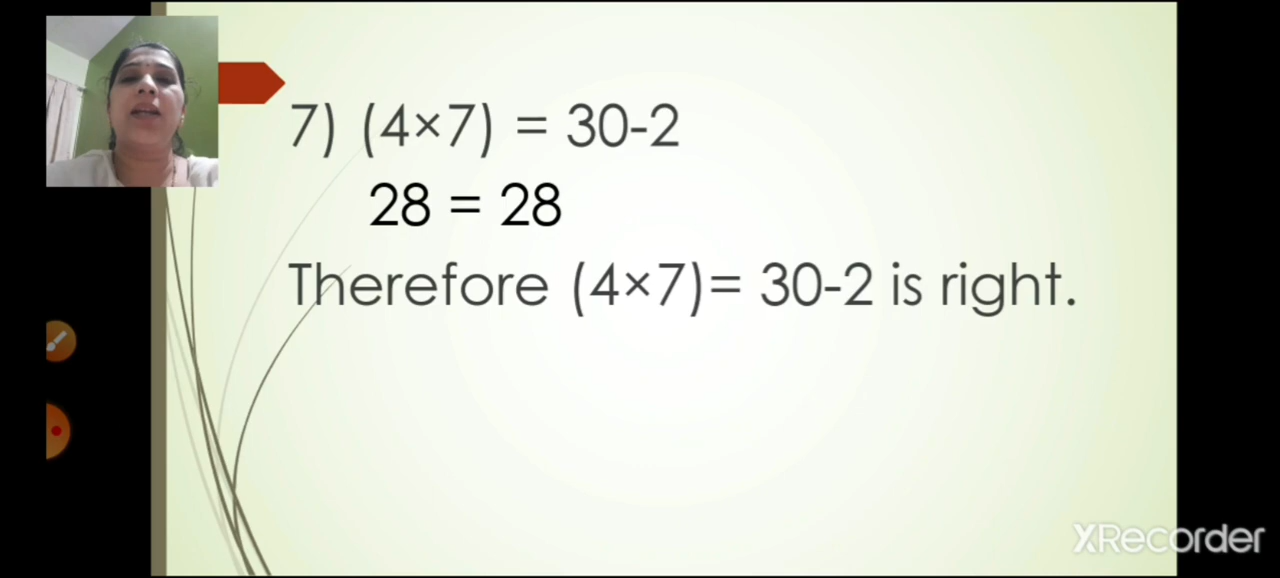 7) (4×7) = 30-2
28 = 28
Therefore (4×7)= 30-2 is right.
XRecorder